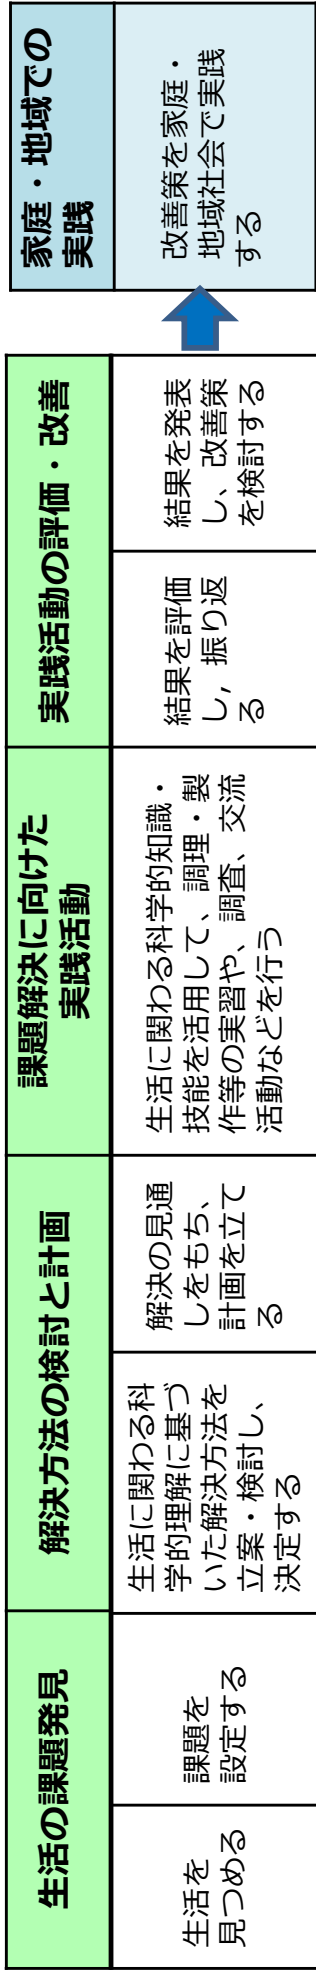 生活の課題発見
生活を
見つめる
課題を
設定する
解決方法の検討と計画
生活に関わる科
学的理解に基づ
いた解決方法を
立案・検討し、
決定する
解決の見通
しをもち、
計画を立て
る
課題解決に向けた
実践活動
生活に関わる科学的知識・
技能を活用して、調理・製
作等の実習や、調査、交流
活動などを行う
実践活動の評価・改善
結果を評価
し，振り返
る
結果を発表
し、改善策
を検討する
家庭・地域での
実践
改善策を家庭・
地域社会で実践
する